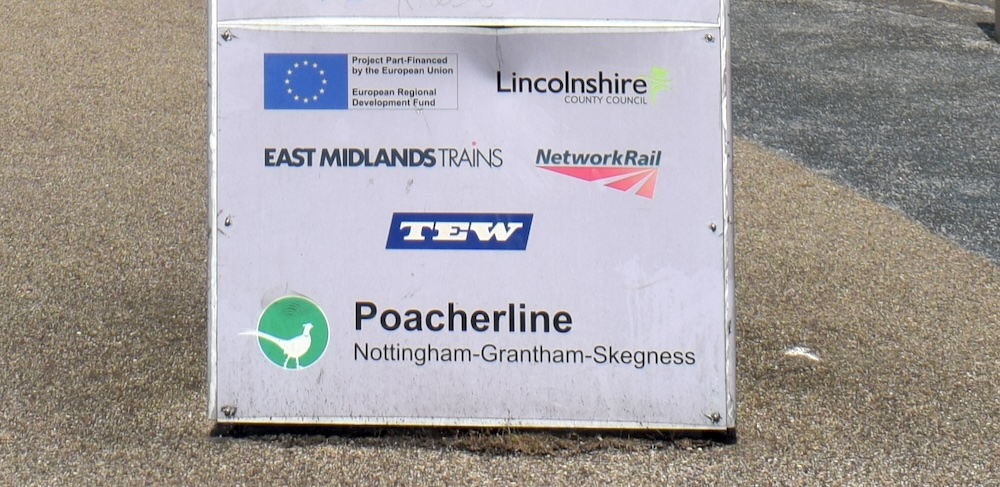 Project Part-Financed
by the European Union
European Regional
Development Fund
Lincolnshire
COUNTY COUNCIL
EAST MIDLANDS TRAINS
NetworkRail
TEW
Poacherline
Nottingham-Grantham-Skegness